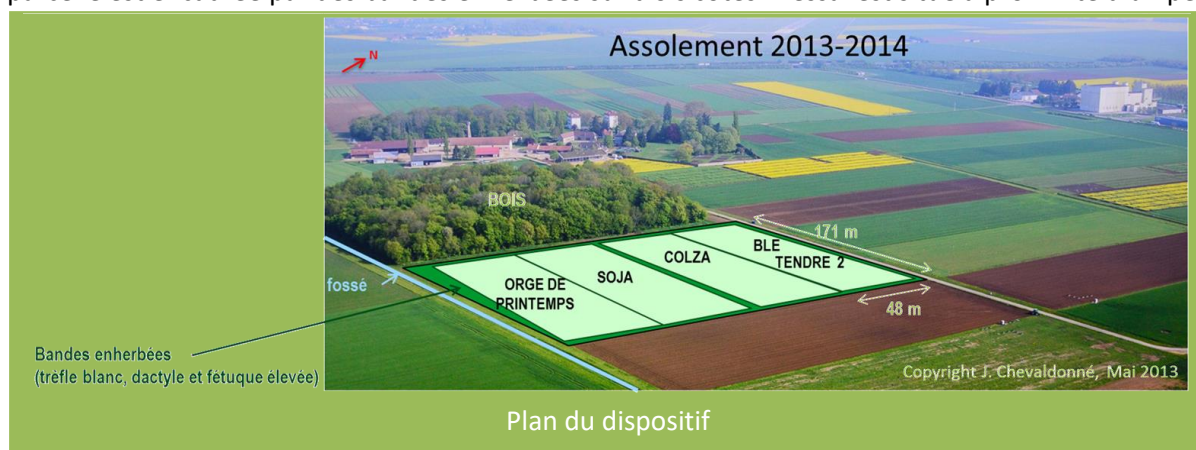 Assolement 2013-2014
N
BOIS
171 m
BLE
TENDRE 2
COLZA
SOJA
ORGE DE
PRINTEMPS
fossé
48 m
Bandes enherbées
(trèfle blanc, dactyle et fétuque élevée)
Copyright J. Chevaldonné, Mai 2013
Plan du dispositif